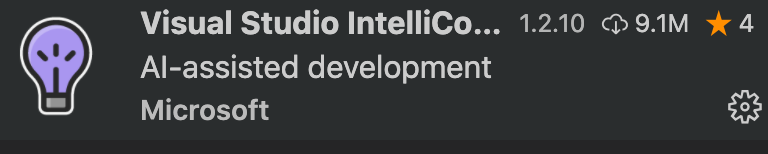 Visual Studio IntelliCo... 1.2.10 9.1M 4
AI-assisted development
Microsoft